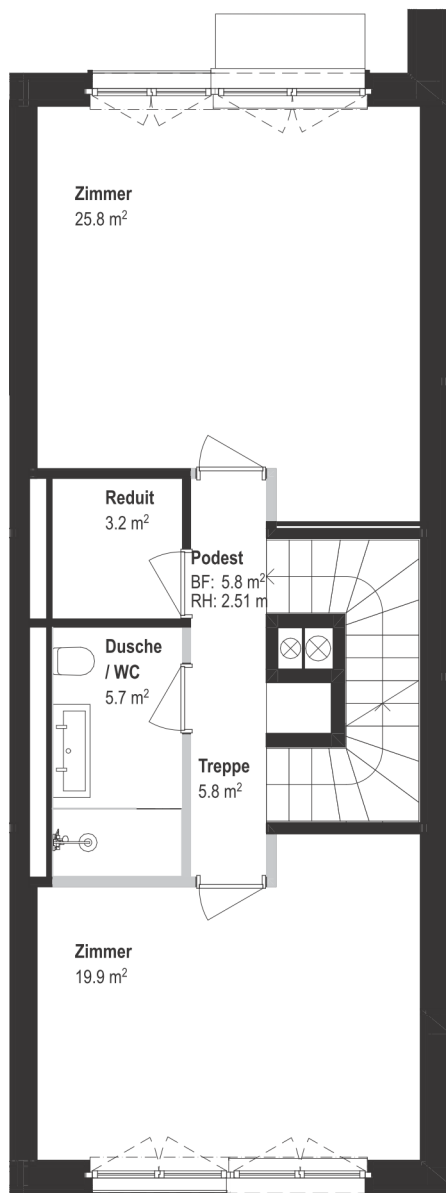 Zimmer
25.8 m²
Reduit
3.2 m²
Podest
BF: 5.8 m²
RH: 2.51 m
Dusche
/ WC
5.7 m²
Treppe
5.8 m²
Zimmer
19.9 m²